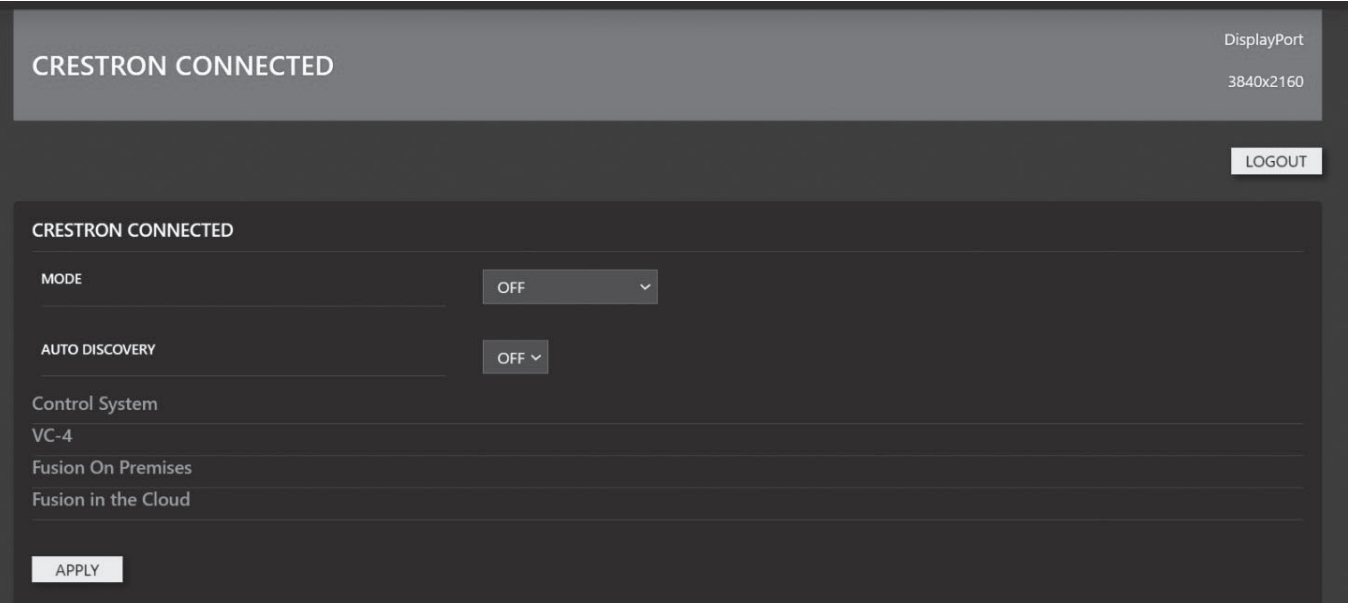 CRESTRON CONNECTED
DisplayPort
3840x2160
LOGOUT
CRESTRON CONNECTED
MODE
OFF
AUTO DISCOVERY
OFF
Control System
VC-4
Fusion On Premises
Fusion in the Cloud
APPLY